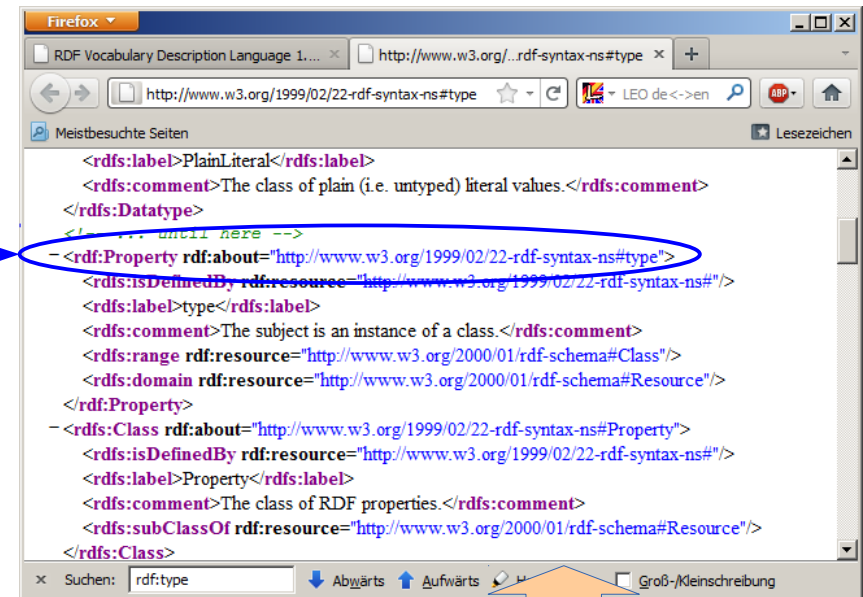 Firefox
RDF Vocabulary Description Language 1.... × http://www.w3.org/...rdf-syntax-ns#type × +
http://www.w3.org/1999/02/22-rdf-syntax-ns#type LEO de<->en ABP
Meistbesuchte Seiten Lesezeichen
<rdfs:label>PlainLiteral</rdfs:label>
<rdfs:comment>The class of plain (i.e. untyped) literal values.</rdfs:comment>
</rdfs:Datatype>
<!-- ... until here -->
−<rdf:Property rdf:about="http://www.w3.org/1999/02/22-rdf-syntax-ns#type">
<rdfs:isDefinedBy rdf:resource="http://www.w3.org/1999/02/22-rdf-syntax-ns#"/>
<rdfs:label>type</rdfs:label>
<rdfs:comment>The subject is an instance of a class.</rdfs:comment>
<rdfs:range rdf:resource="http://www.w3.org/2000/01/rdf-schema#Class"/>
<rdfs:domain rdf:resource="http://www.w3.org/2000/01/rdf-schema#Resource"/>
</rdf:Property>
−<rdfs:Class rdf:about="http://www.w3.org/1999/02/22-rdf-syntax-ns#Property">
<rdfs:isDefinedBy rdf:resource="http://www.w3.org/1999/02/22-rdf-syntax-ns#"/>
<rdfs:label>Property</rdfs:label>
<rdfs:comment>The class of RDF properties.</rdfs:comment>
<rdfs:subClassOf rdf:resource="http://www.w3.org/2000/01/rdf-schema#Resource"/>
</rdfs:Class>
× Suchen: rdf:type Abwärts Aufwärts Groß-/Kleinschreibung